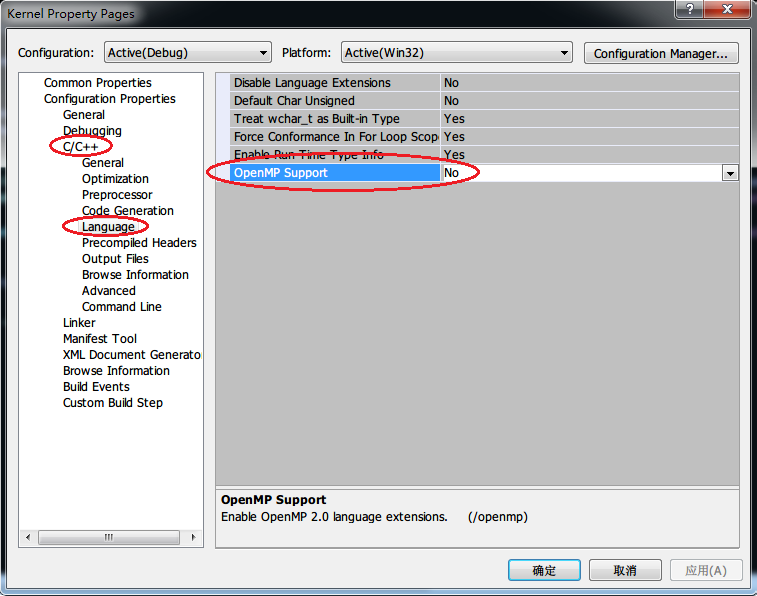 Kernel Property Pages
?
Configuration: Active(Debug) Platform: Active(Win32) Configuration Manager...
Common Properties
Configuration Properties
General
Debugging
C/C++
General
Optimization
Preprocessor
Code Generation
Language
Precompiled Headers
Output Files
Browse Information
Advanced
Command Line
Linker
Manifest Tool
XML Document Generato
Browse Information
Build Events
Custom Build Step
Disable Language Extensions No
Default Char Unsigned No
Treat wchar_t as Built-in Type Yes
Force Conformance In For Loop Scop Yes
Enable Run-Time Type Info Yes
OpenMP Support No
OpenMP Support
Enable OpenMP 2.0 language extensions. (/openmp)
确定 取消 应用(A)